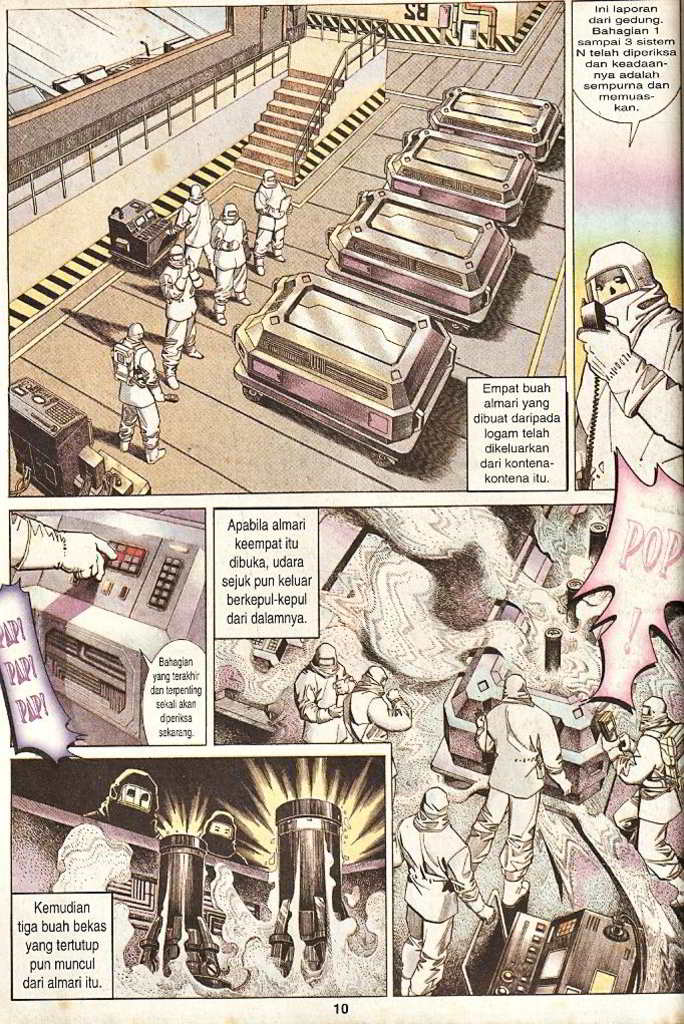 B2
Ini laporan
dari gedung.
Bahagian 1
sampai 3 sistem
N telah diperiksa
dan keadaan-
nya adalah
sempurna dan
memuas-
kan.
Empat buah
almari yang
dibuat daripada
logam telah
dikeluarkan
dari kontena-
kontena itu.
PAP!
PAP!
PAP!
Bahagian
yang terakhir
dan terpenting
sekali akan
diperiksa
sekarang.
Apabila almari
keempat itu
dibuka, udara
sejuk pun keluar
berkepul-kepul
dari dalamnya.
POP
!
Kemudian
tiga buah bekas
yang tertutup
pun muncul
dari almari itu.
10